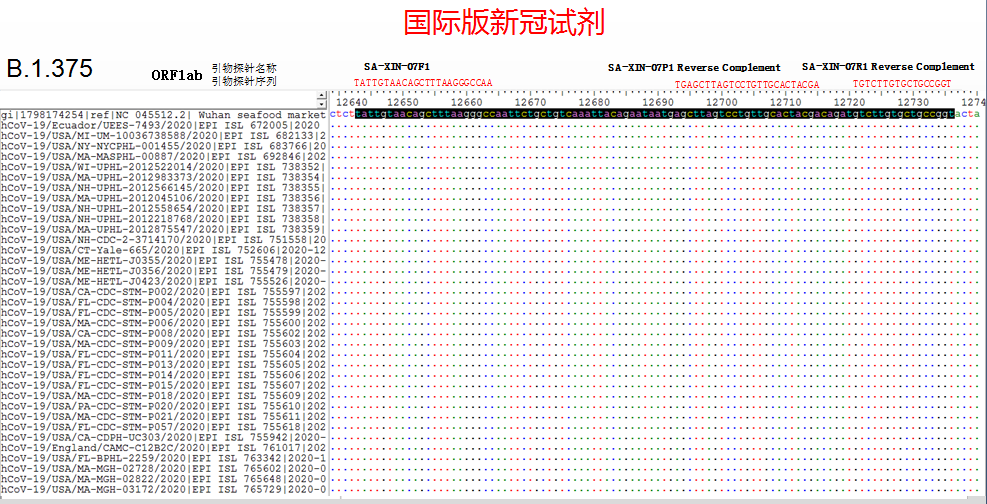 国际版新冠试剂
B.1.375
ORF1ab
引物探针名称
引物探针序列
SA-XIN-07F1
SA-XIN-07P1 Reverse Complement
SA-XIN-07R1 Reverse Complement
TATTGTAACAGCTTTAAGGGCCAA
TGAGCTTAGTCCTGTTGCACTACGA
TGTCTTGTGCTGCCGGT
12640 12650 12660 12670 12680 12690 12700 12710 12720 12730 1274
gi|1798174254|ref|NC 045512.2| Wuhan seafood market
ctcttattgtaacagctttaagggccaattctgctgtcaaattacagaataatgagcttagtcctgttgcactacgacagatgtcttgtgctgccggtacta
hCoV-19/Ecuador/UEES-7493/2020|EPI ISL 672005|2020
hCoV-19/USA/MI-UM-10036738588/2020|EPI ISL 682133|2
hCoV-19/USA/NY-NYCPHL-001455/2020|EPI ISL 683766|20
hCoV-19/USA/MA-MASPHL-00887/2020|EPI ISL 692846|202
hCoV-19/USA/WI-UPHL-2012522014/2020|EPI ISL 738352|
hCoV-19/USA/MA-UPHL-2012983373/2020|EPI ISL 738354|
hCoV-19/USA/NH-UPHL-2012566145/2020|EPI ISL 738355|
hCoV-19/USA/MA-UPHL-2012045106/2020|EPI ISL 738356|
hCoV-19/USA/NH-UPHL-2012558654/2020|EPI ISL 738357|
hCoV-19/USA/NH-UPHL-2012218768/2020|EPI ISL 738358|
hCoV-19/USA/MA-UPHL-2012875547/2020|EPI ISL 738359|
hCoV-19/USA/NH-CDC-2-3714170/2020|EPI ISL 751558|20
hCoV-19/USA/CT-Yale-665/2020|EPI ISL 752606|2020-12
hCoV-19/USA/ME-HETL-J0355/2020|EPI ISL 755478|2020-
hCoV-19/USA/ME-HETL-J0356/2020|EPI ISL 755479|2020-
hCoV-19/USA/ME-HETL-J0423/2020|EPI ISL 755526|2020-
hCoV-19/USA/CA-CDC-STM-P002/2020|EPI ISL 755597|202
hCoV-19/USA/FL-CDC-STM-P004/2020|EPI ISL 755598|202
hCoV-19/USA/FL-CDC-STM-P005/2020|EPI ISL 755599|202
hCoV-19/USA/MA-CDC-STM-P006/2020|EPI ISL 755600|202
hCoV-19/USA/CA-CDC-STM-P008/2020|EPI ISL 755602|202
hCoV-19/USA/MA-CDC-STM-P009/2020|EPI ISL 755603|202
hCoV-19/USA/FL-CDC-STM-P011/2020|EPI ISL 755604|202
hCoV-19/USA/FL-CDC-STM-P013/2020|EPI ISL 755605|202
hCoV-19/USA/FL-CDC-STM-P014/2020|EPI ISL 755606|202
hCoV-19/USA/FL-CDC-STM-P015/2020|EPI ISL 755607|202
hCoV-19/USA/MA-CDC-STM-P018/2020|EPI ISL 755609|202
hCoV-19/USA/PA-CDC-STM-P020/2020|EPI ISL 755610|202
hCoV-19/USA/MA-CDC-STM-P021/2020|EPI ISL 755611|202
hCoV-19/USA/FL-CDC-STM-P057/2020|EPI ISL 755618|202
hCoV-19/USA/CA-CDPH-UC303/2020|EPI ISL 755942|2020-
hCoV-19/England/CAMC-C12B2C/2020|EPI ISL 761017|202
hCoV-19/USA/FL-BPHL-2259/2020|EPI ISL 763342|2020-1
hCoV-19/USA/MA-MGH-02728/2020|EPI ISL 765602|2020-0
hCoV-19/USA/MA-MGH-02822/2020|EPI ISL 765648|2020-0
hCoV-19/USA/MA-MGH-03172/2020|EPI ISL 765729|2020-0